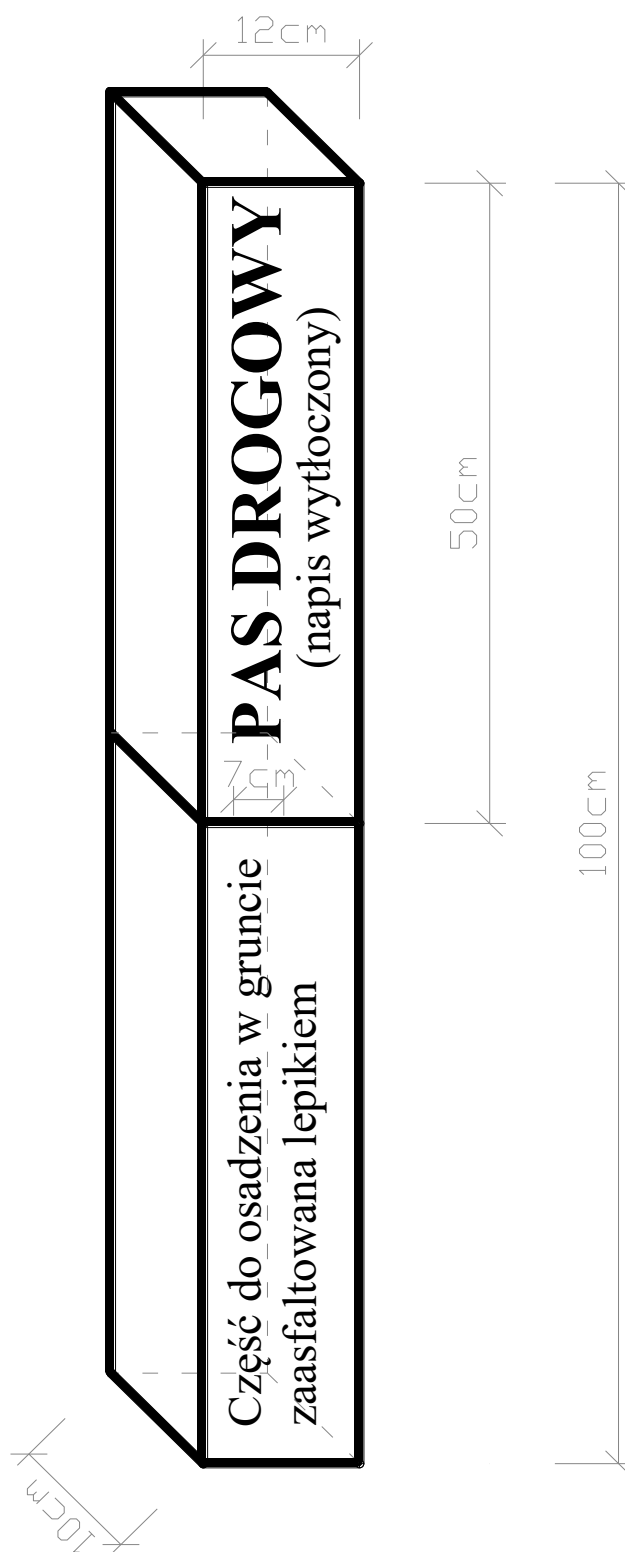 12cm
PAS DROGOWY
(napis wytłoczony)
50cm
7cm
100cm
Część do osadzenia w gruncie
zaasfaltowana lepikiem
10cm